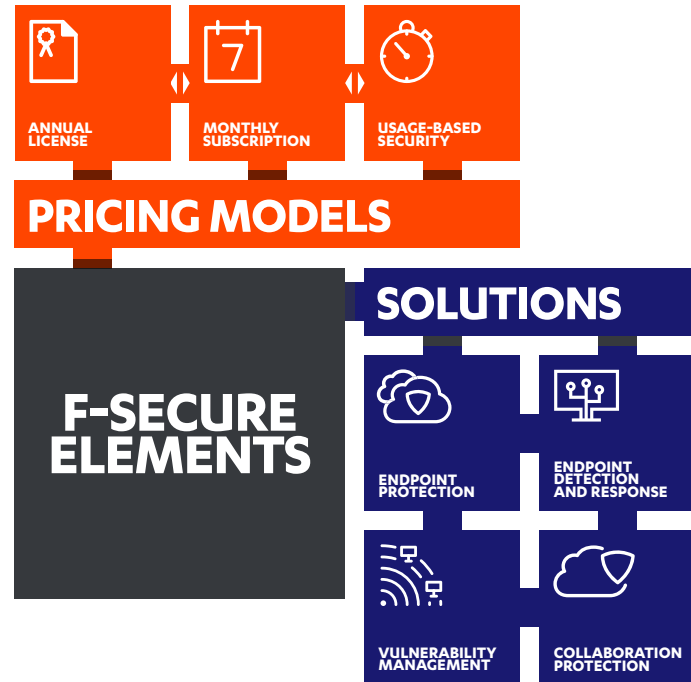 7
ANNUAL
LICENSE
MONTHLY
SUBSCRIPTION
USAGE-BASED
SECURITY
PRICING MODELS
SOLUTIONS
F-SECURE
ELEMENTS
ENDPOINT
PROTECTION
ENDPOINT
DETECTION
AND RESPONSE
VULNERABILITY
MANAGEMENT
COLLABORATION
PROTECTION